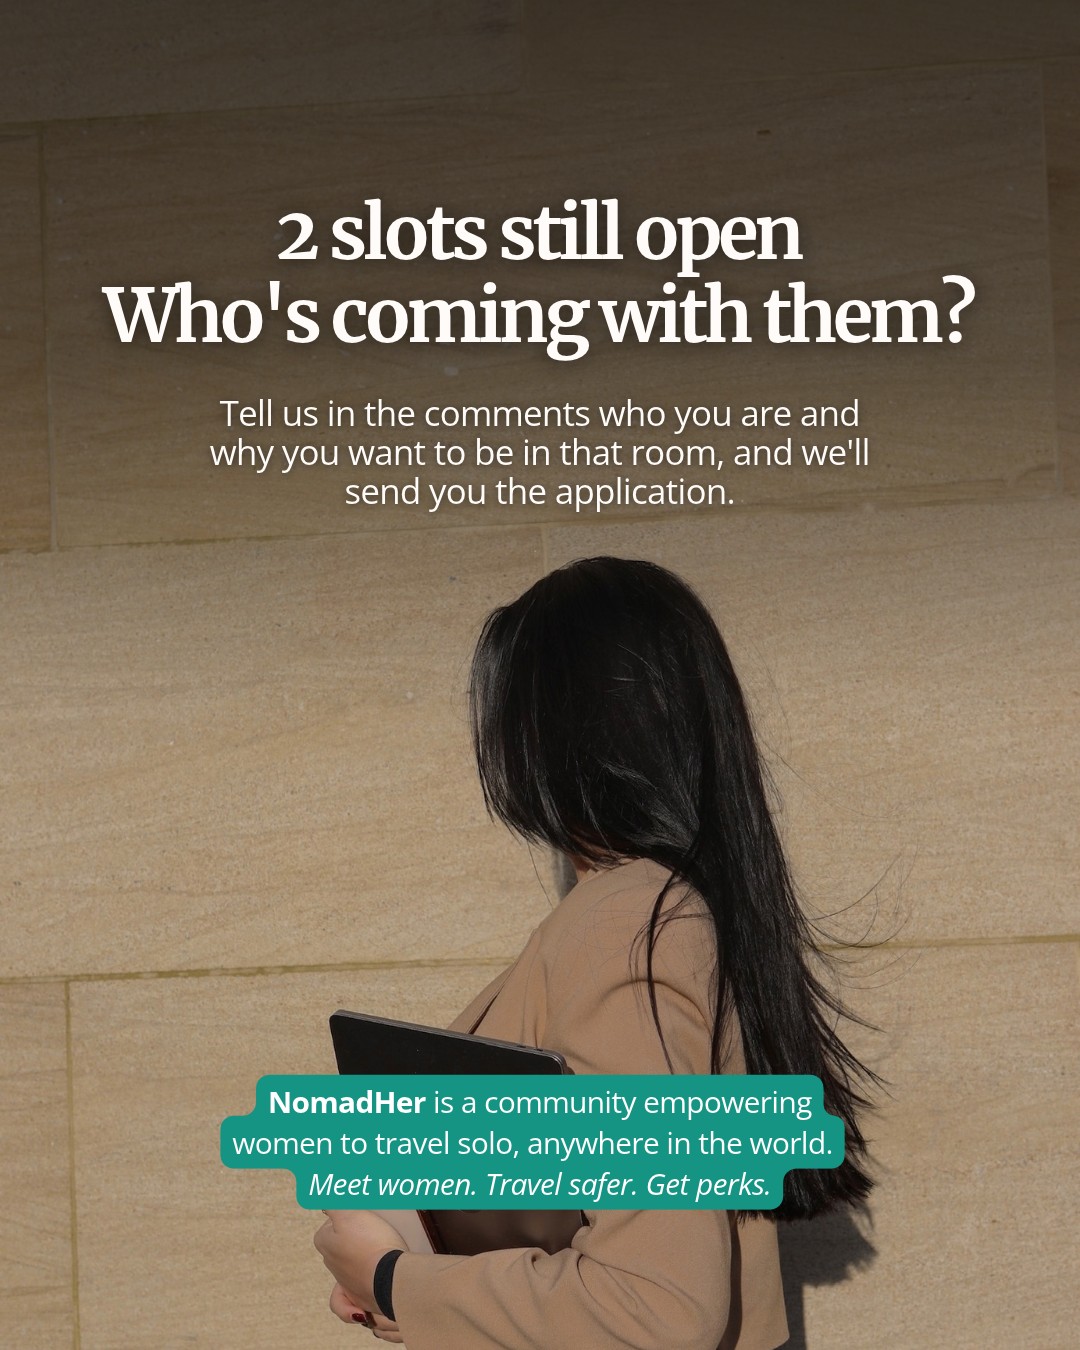 2 slots still open
Who's coming with them?
Tell us in the comments who you are and
why you want to be in that room, and we'll
send you the application.
NomadHer is a community empowering
women to travel solo, anywhere in the world.
Meet women. Travel safer. Get perks.